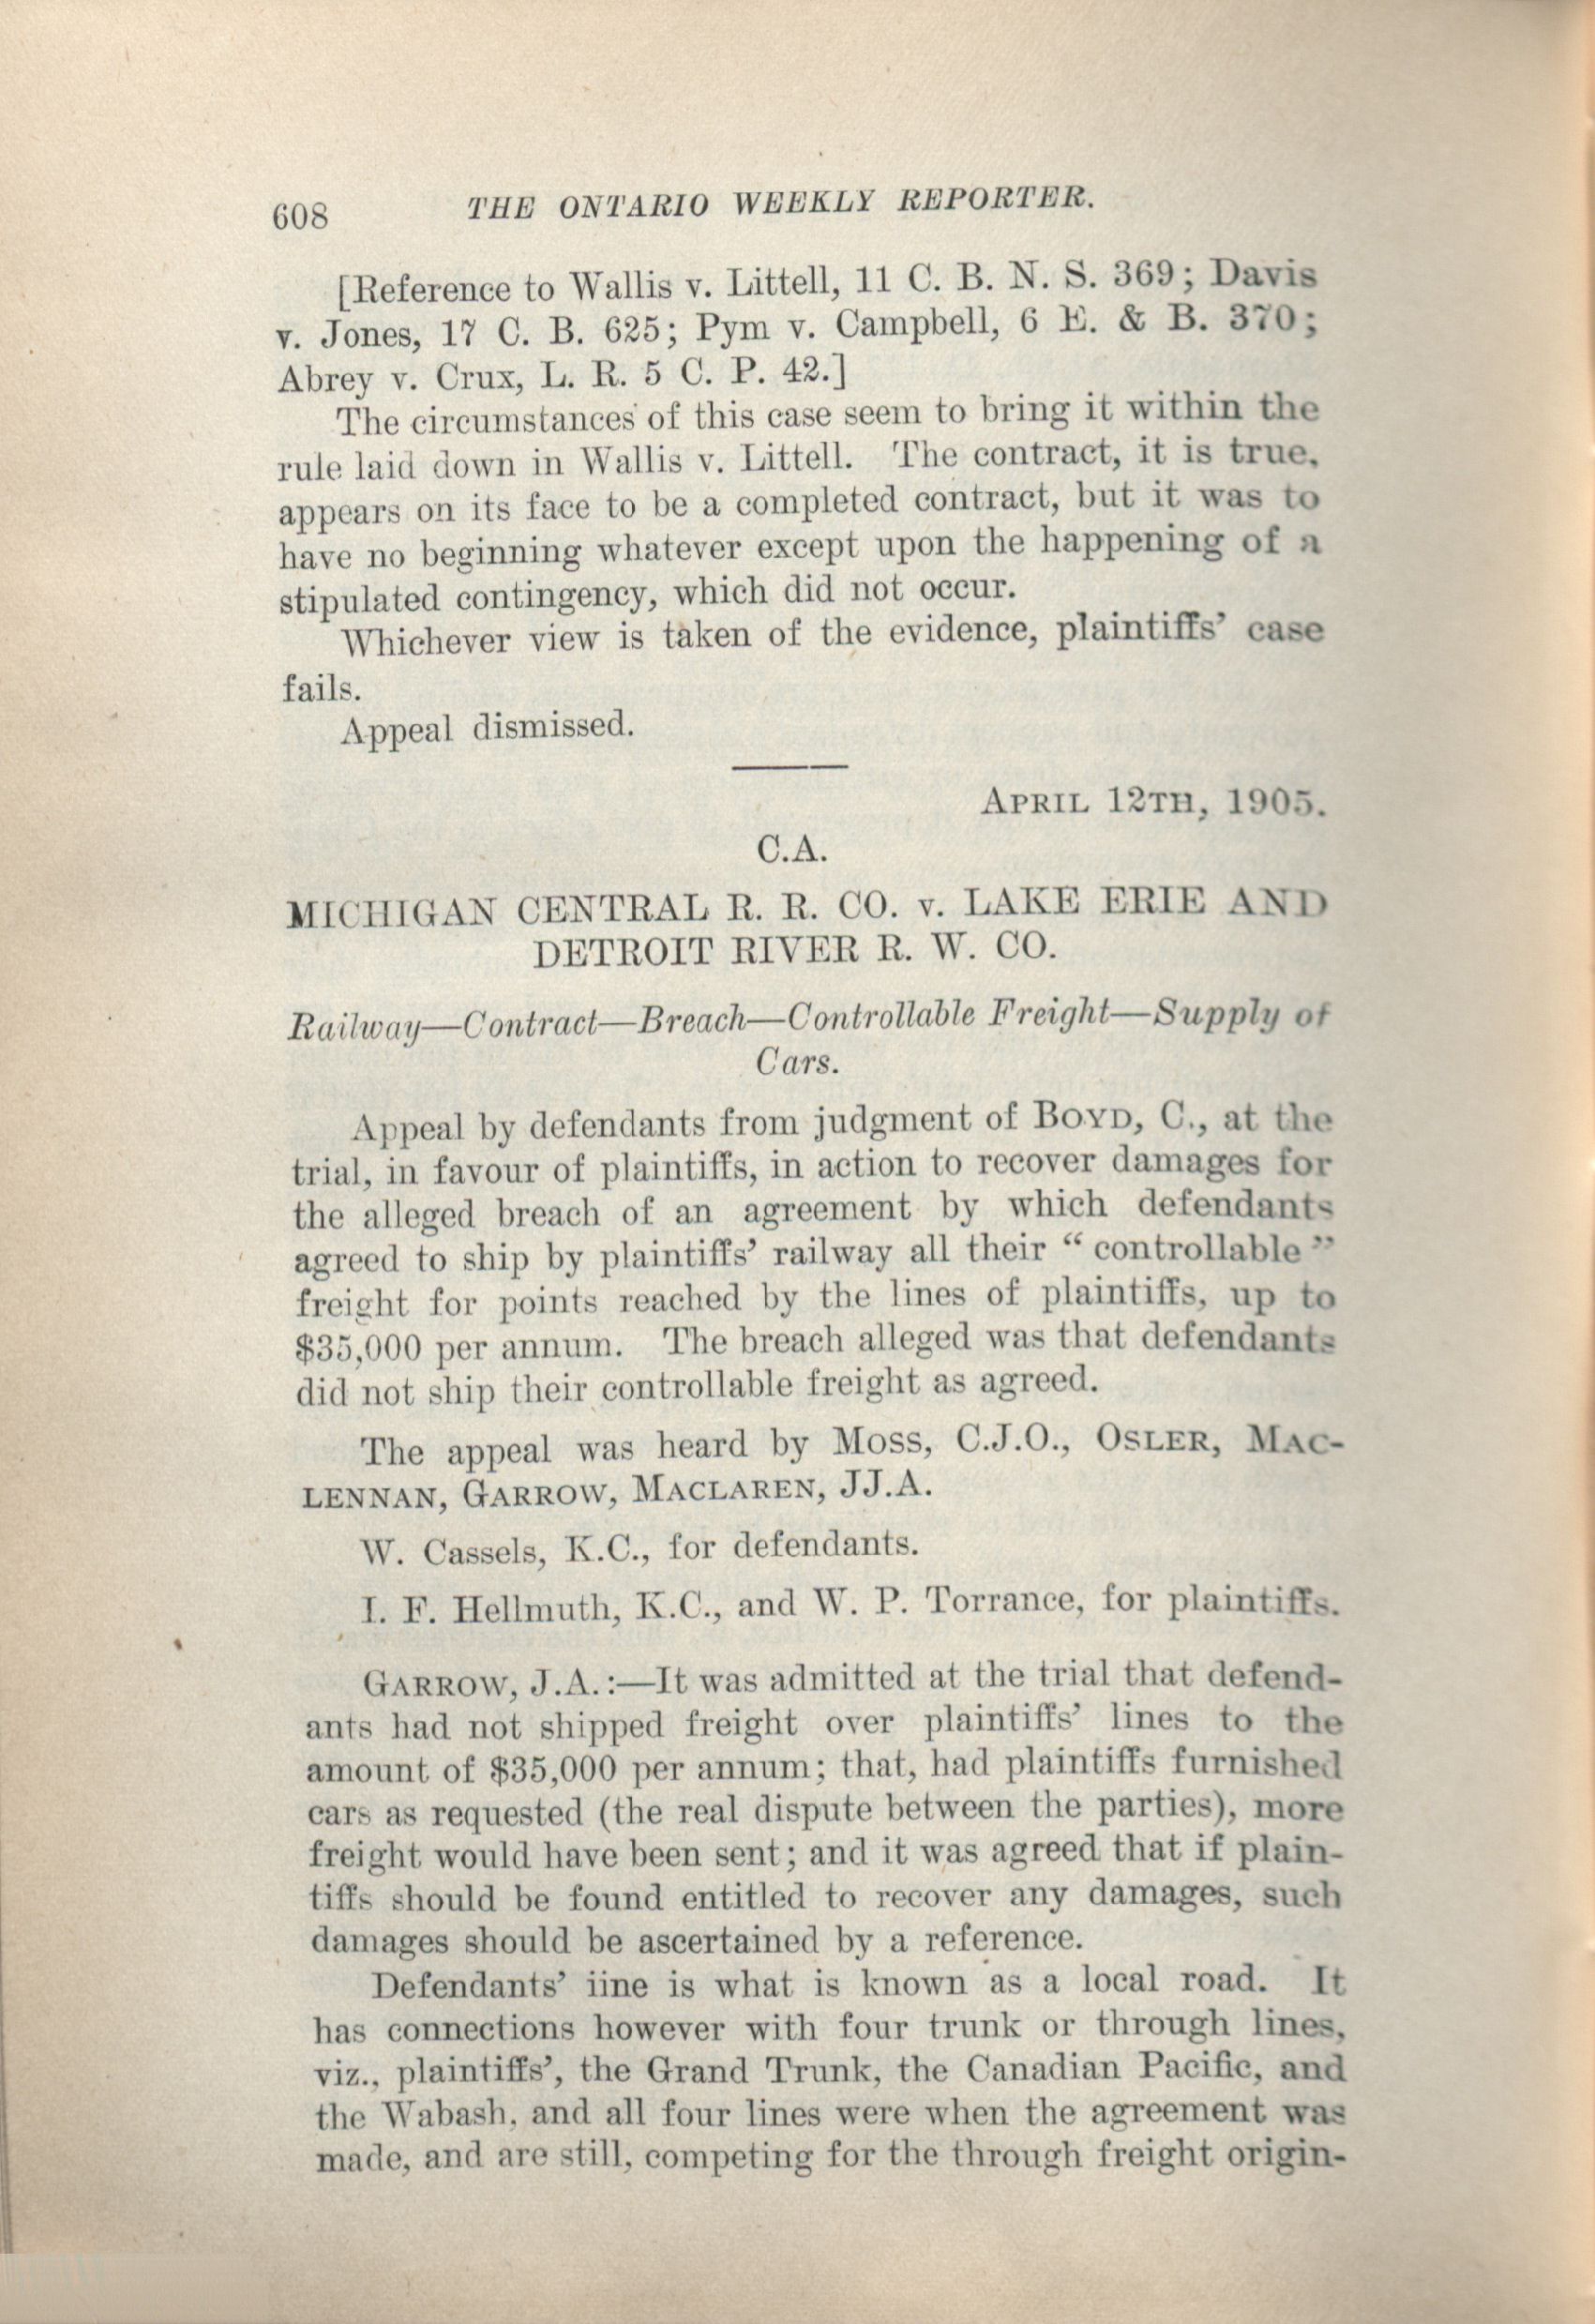 608 THE ONTARIO WEEKLY REPORTER.
[Reference to Wallis v. Littell, 11 C. B. N. S. 369; Davis
v. Jones, 17 C. B. 625; Pym v. Campbell, 6 E. & B. 370;
Abrey v. Crux, L. R. 5 C. P. 42.]
The circumstances of this case seem to bring it within the
rule laid down in Wallis v. Littell. The contract, it is true,
appears on its face to be a completed contract, but it was to
have no beginning whatever except upon the happening of a
stipulated contingency, which did not occur.
Whichever view is taken of the evidence, plaintiffs' case
fails.
Appeal dismissed.
APRIL 12TH, 1905.
C.A.
MICHIGAN CENTRAL R. R. CO. v. LAKE ERIE AND
DETROIT RIVER R. W. CO.
Railway—Contract—Breach—Controllable Freight—Supply of
Cars.
Appeal by defendants from judgment of BOYD, C., at the
trial, in favour of plaintiffs, in action to recover damages for
the alleged breach of an agreement by which defendants
agreed to ship by plaintiffs' railway all their "controllable"
freight for points reached by the lines of plaintiffs, up to
$35,000 per annum. The breach alleged was that defendants
did not ship their controllable freight as agreed.
The appeal was heard by MOSS, C.J.O., OSLER, MAC-
LENNAN, GARROW, MACLAREN, JJ.A.
W. Cassels, K.C., for defendants.
I. F. Hellmuth, K.C., and W. P. Torrance, for plaintiffs.
GARROW, J.A.:—It was admitted at the trial that defend-
ants had not shipped freight over plaintiffs' lines to the
amount of $35,000 per annum; that, had plaintiffs furnished
cars as requested (the real dispute between the parties), more
freight would have been sent; and it was agreed that if plain-
tiffs should be found entitled to recover any damages, such
damages should be ascertained by a reference.
Defendants' iine is what is known as a local road. It
has connections however with four trunk or through lines,
viz., plaintiffs', the Grand Trunk, the Canadian Pacific, and
the Wabash, and all four lines were when the agreement was
made, and are still, competing for the through freight origin-